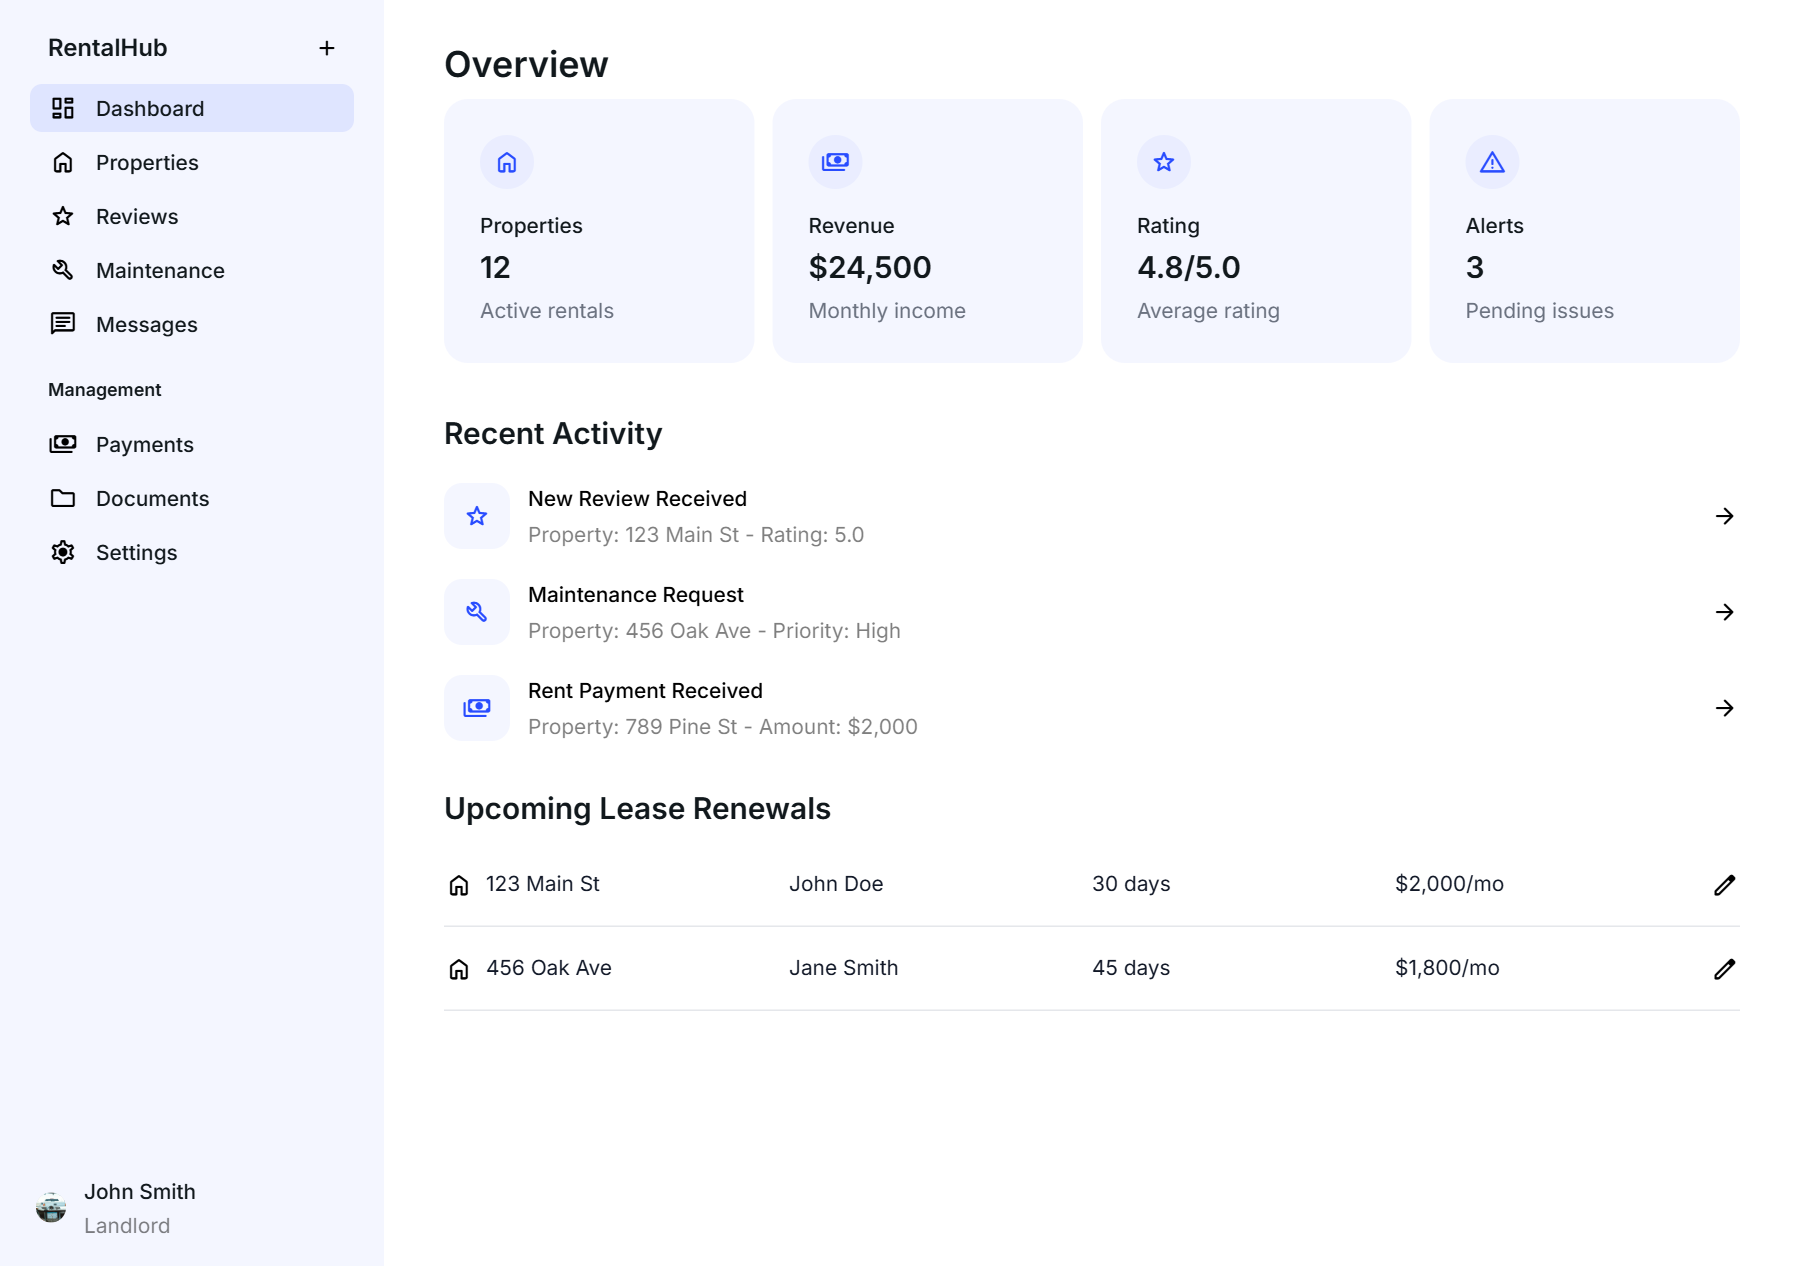 RentalHub
Dashboard
Properties
Reviews
Maintenance
Messages
Management
Payments
Documents
Settings
John Smith
Landlord
Overview
Properties
12
Active rentals
Revenue
$24,500
Monthly income
Rating
4.8/5.0
Average rating
Alerts
3
Pending issues
Recent Activity
New Review Received
Property: 123 Main St - Rating: 5.0
Maintenance Request
Property: 456 Oak Ave - Priority: High
Rent Payment Received
Property: 789 Pine St - Amount: $2,000
Upcoming Lease Renewals
123 Main St John Doe 30 days $2,000/mo
456 Oak Ave Jane Smith 45 days $1,800/mo